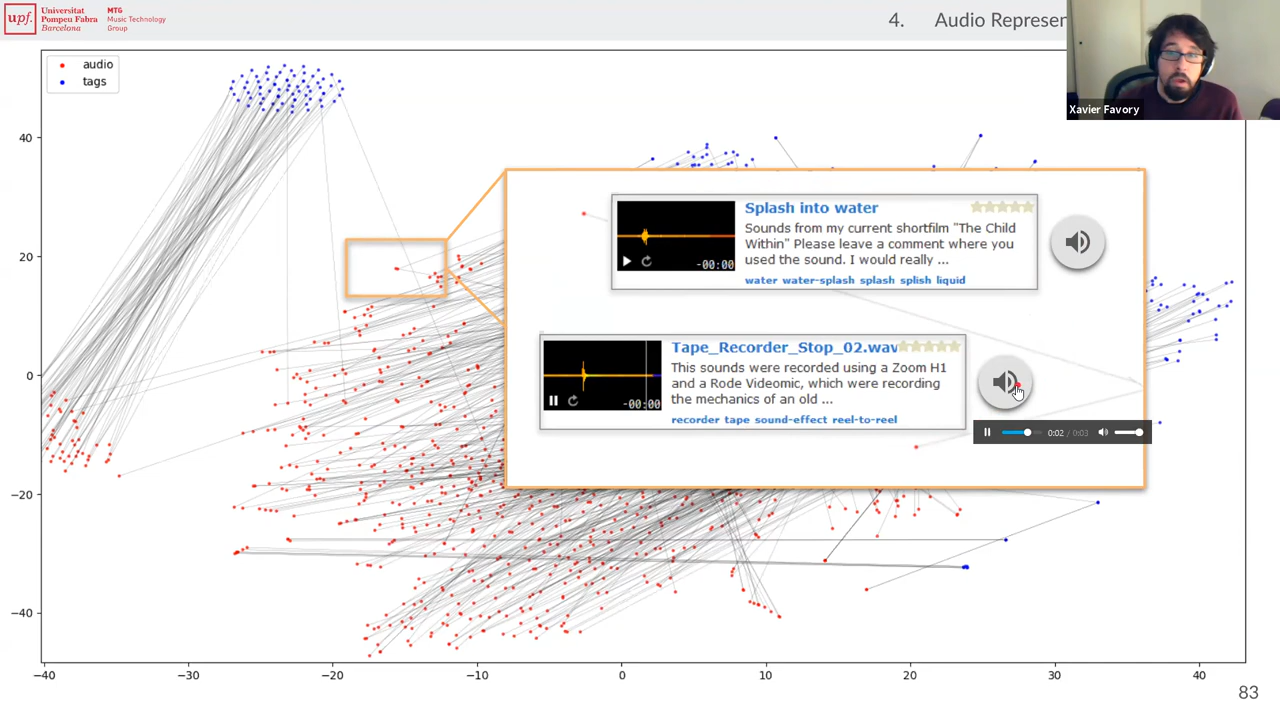 upf.
Universitat
Pompeu Fabra
Barcelona
MTG
Music Technology
Group
4. Audio Represen
Xavier Favory
audio
tags
Splash into water
Sounds from my current shortfilm "The Child
Within" Please leave a comment where you
used the sound. I would really ...
water water-splash splash splish liquid
-00:00
Tape_Recorder_Stop_02.wav
This sounds were recorded using a Zoom H1
and a Rode Videomic, which were recording
the mechanics of an old ...
recorder tape sound-effect reel-to-reel
-00:00
0:02 / 0:03
40
20
0
−20
−40
−40 −30 −20 −10 0 10 20 30 40
83